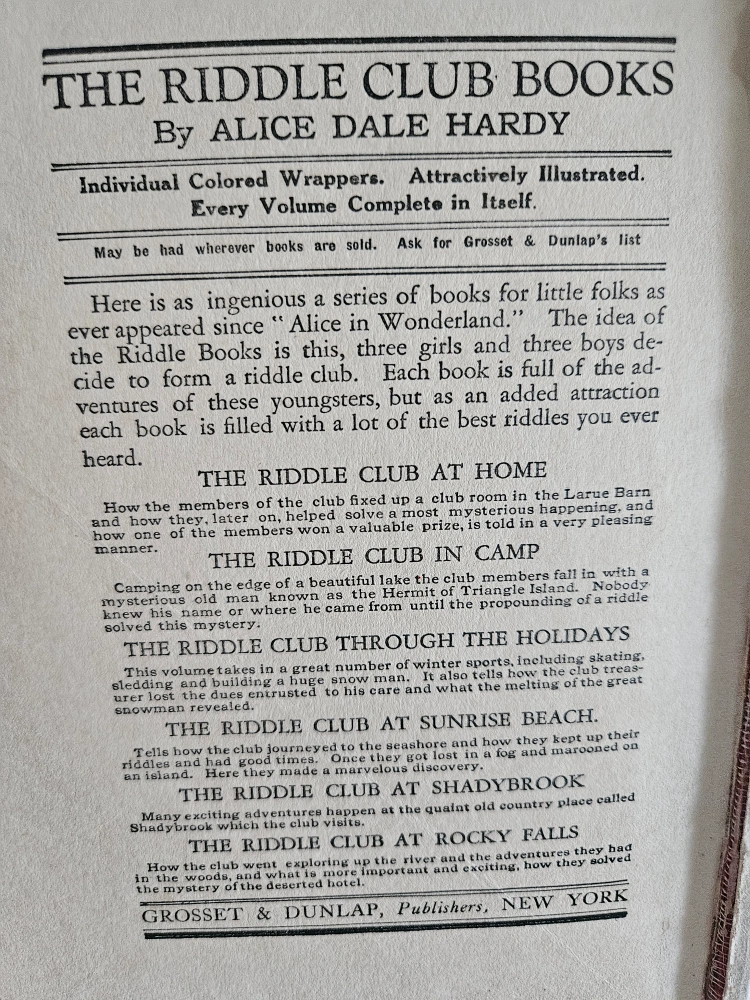 THE RIDDLE CLUB BOOKS
By ALICE DALE HARDY
Individual Colored Wrappers. Attractively Illustrated.
Every Volume Complete in Itself.
May be had wherever books are sold. Ask for Grosset & Dunlap's list
Here is as ingenious a series of books for little folks as
ever appeared since "Alice in Wonderland." The idea of
the Riddle Books is this, three girls and three boys de-
cide to form a riddle club. Each book is full of the ad-
ventures of these youngsters, but as an added attraction
each book is filled with a lot of the best riddles you ever
heard.
THE RIDDLE CLUB AT HOME
How the members of the club fixed up a club room in the Larue Barn
and how they, later on, helped solve a most mysterious happening, and
how one of the members won a valuable prize, is told in a very pleasing
manner.
THE RIDDLE CLUB IN CAMP
Camping on the edge of a beautiful lake the club members fall in with a
mysterious old man known as the Hermit of Triangle Island. Nobody
knew his name or where he came from until the propounding of a riddle
solved this mystery.
THE RIDDLE CLUB THROUGH THE HOLIDAYS
This volume takes in a great number of winter sports, including skating,
sledding and building a huge snow man. It also tells how the club treas-
urer lost the dues entrusted to his care and what the melting of the great
snowman revealed.
THE RIDDLE CLUB AT SUNRISE BEACH.
Tells how the club journeyed to the seashore and how they kept up their
riddles and had good times. Once they got lost in a fog and marooned on
an island. Here they made a marvelous discovery.
THE RIDDLE CLUB AT SHADYBROOK
Many exciting adventures happen at the quaint old country place called
Shadybrook which the club visits.
THE RIDDLE CLUB AT ROCKY FALLS
How the club went exploring up the river and the adventures they had
in the woods, and what is more important and exciting, how they solved
the mystery of the deserted hotel.
GROSSET & DUNLAP, Publishers, NEW YORK